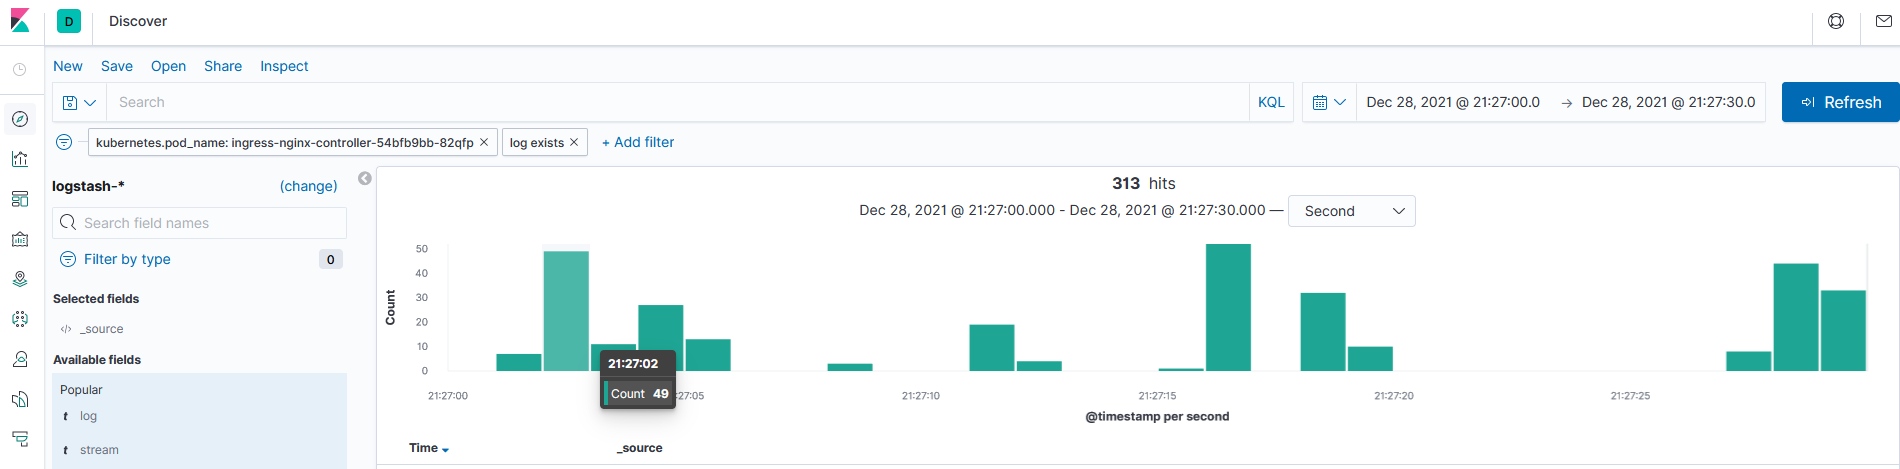 D Discover
New Save Open Share Inspect
Search KQL Dec 28, 2021 @ 21:27:00.0 → Dec 28, 2021 @ 21:27:30.0 Refresh
kubernetes.pod_name: ingress-nginx-controller-54bfb9bb-82qfp × log exists × + Add filter
logstash-* (change)
Search field names
Filter by type 0
Selected fields
</> _source
Available fields
Popular
t log
t stream
313 hits
Dec 28, 2021 @ 21:27:00.000 - Dec 28, 2021 @ 21:27:30.000 — Second
50
40
30
20
10
0
Count
21:27:02
Count 49
21:27:00 :27:05 21:27:10 21:27:15 21:27:20 21:27:25
@timestamp per second
Time _source